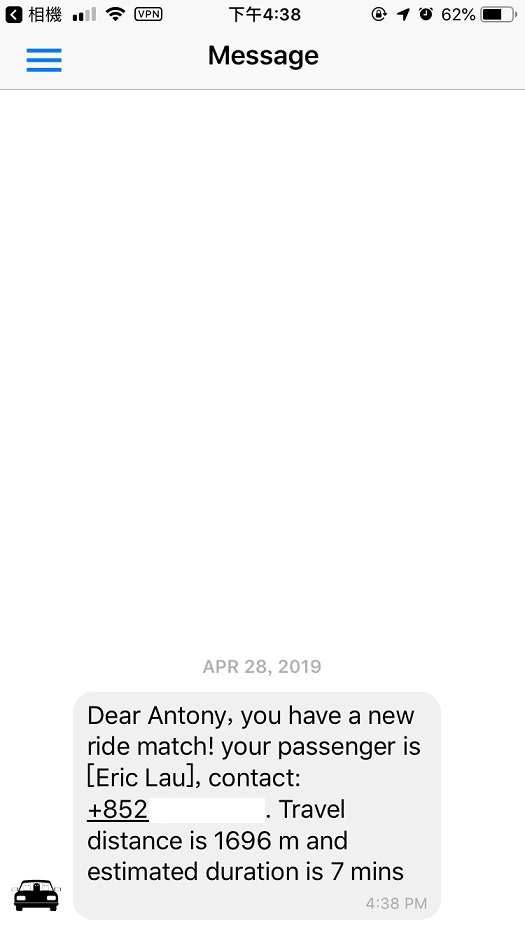 相機 VPN 下午4:38 62%
Message
APR 28, 2019
Dear Antony, you have a new
ride match! your passenger is
[Eric Lau], contact:
+852 . Travel
distance is 1696 m and
estimated duration is 7 mins
4:38 PM